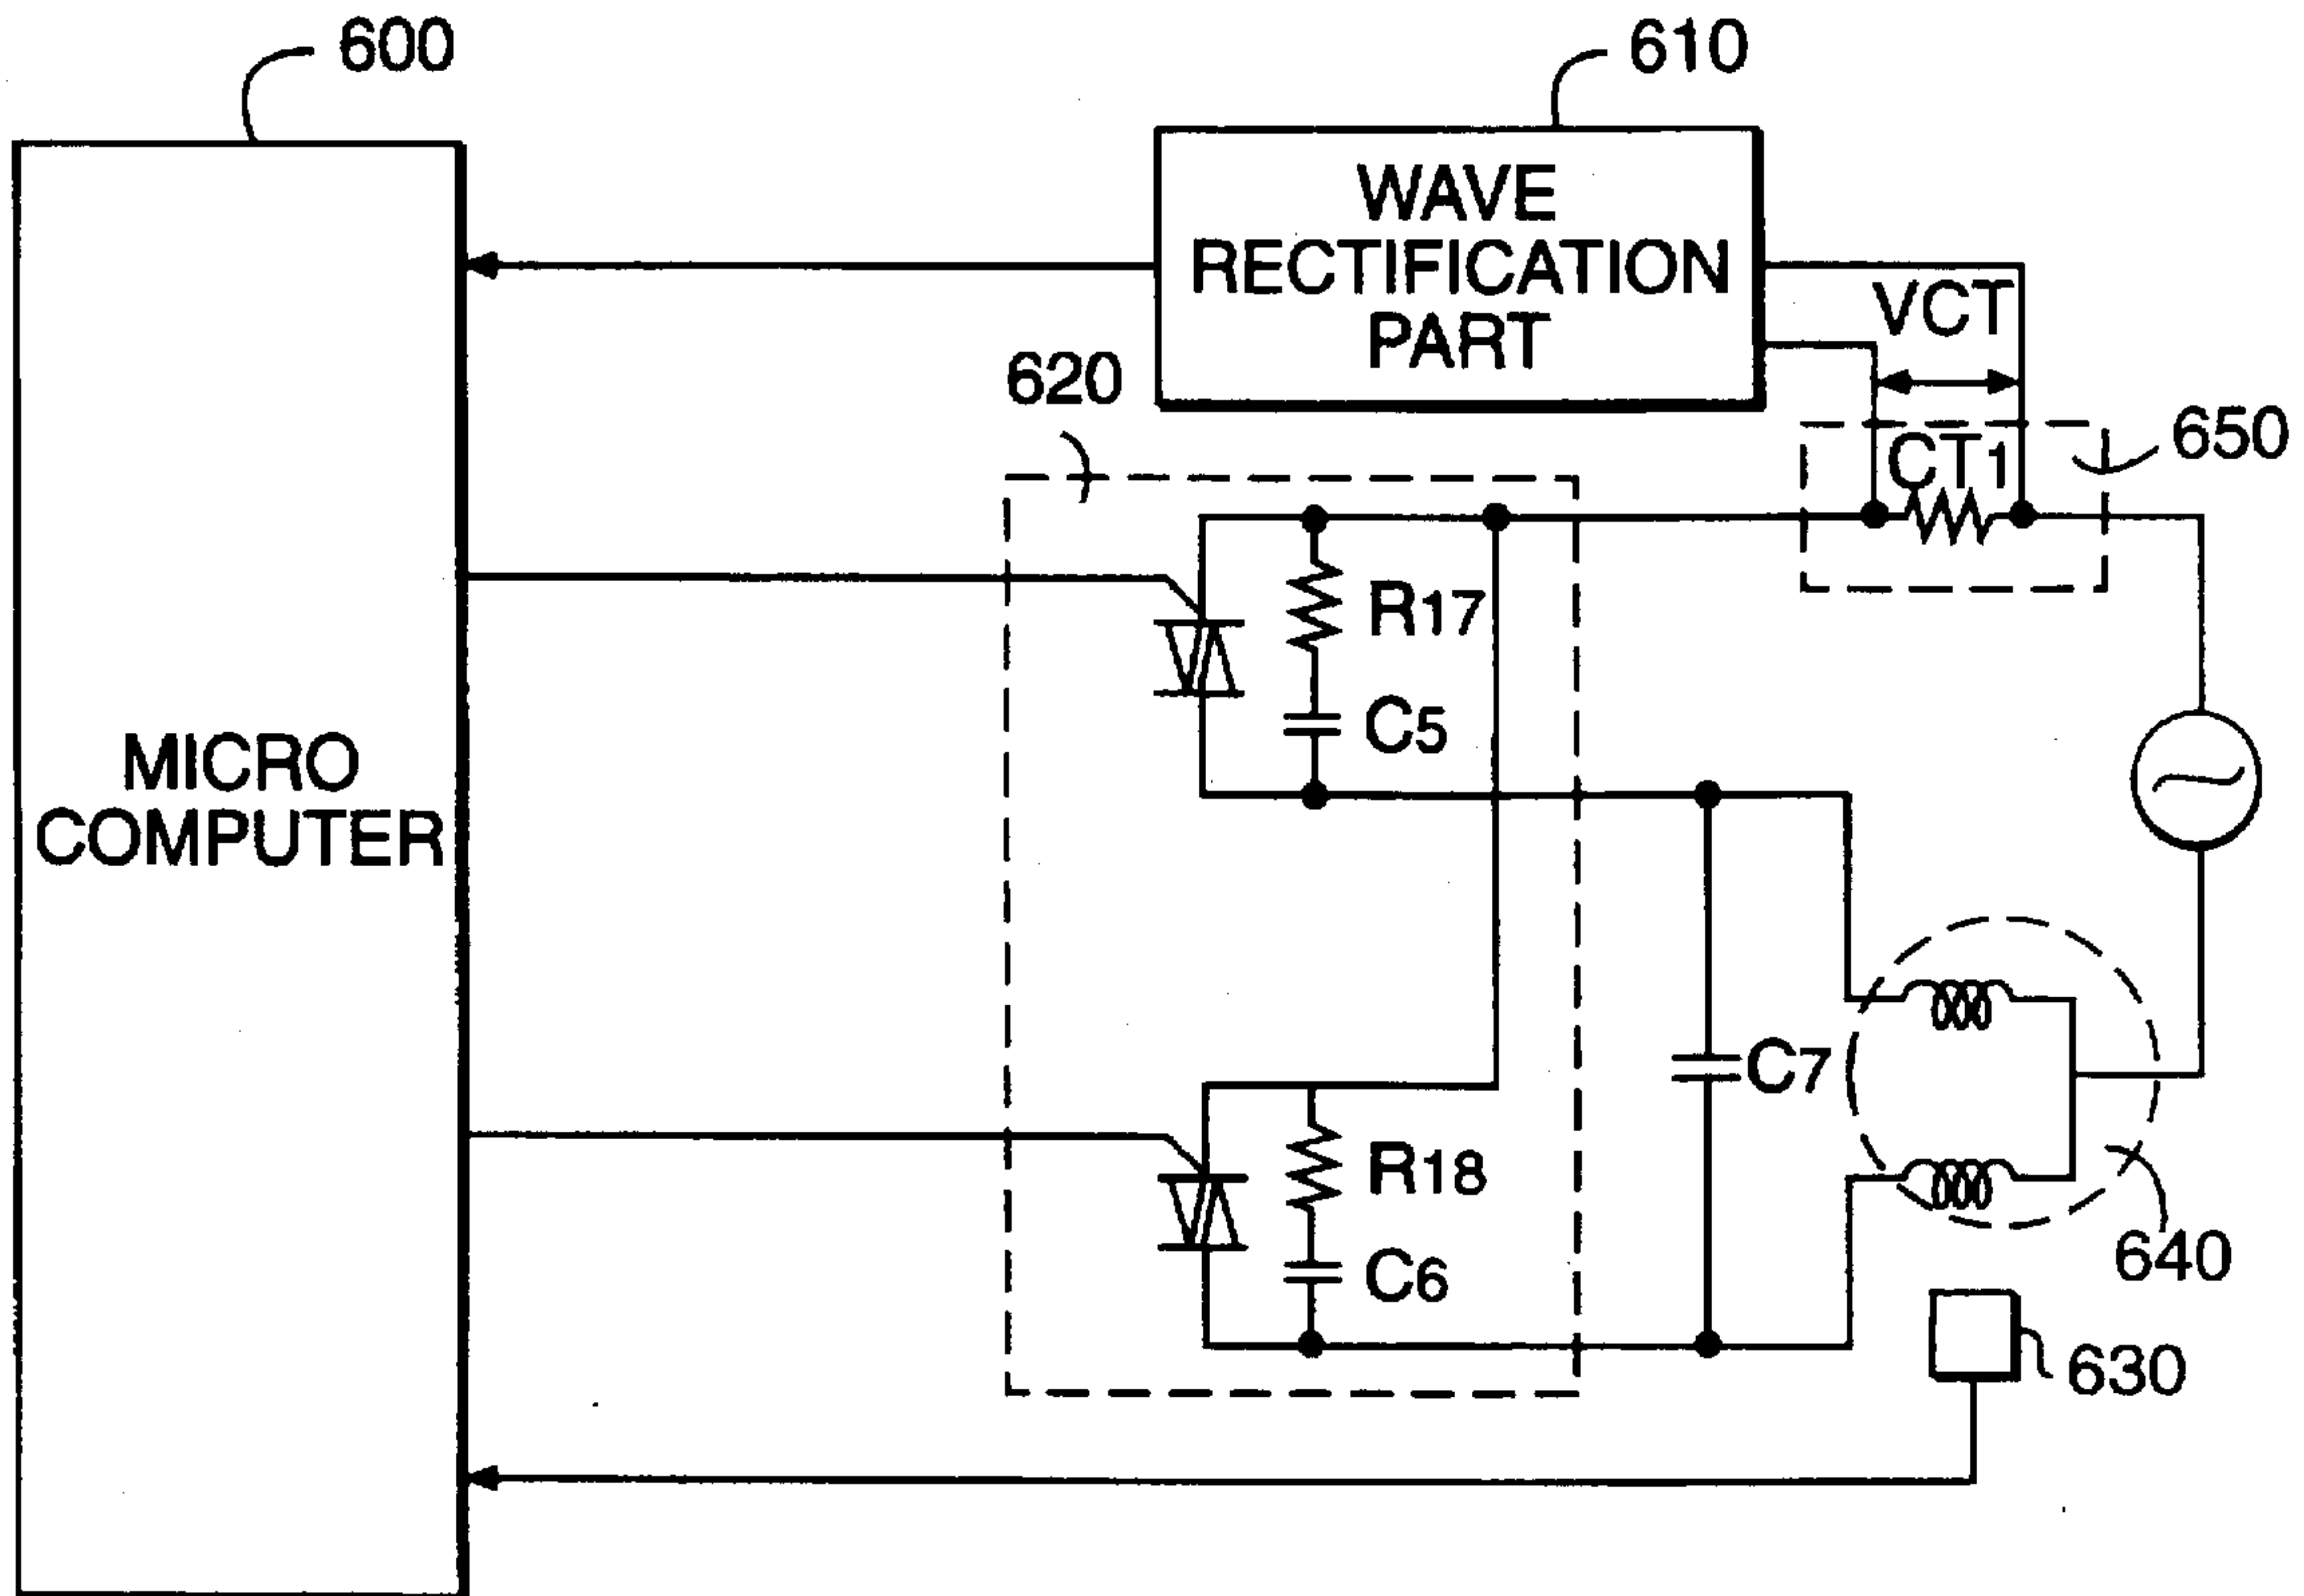 600
610
WAVE
RECTIFICATION
PART
VCT
620
CT1
650
R17
C5
MICRO
COMPUTER
C7
R18
C6
640
630